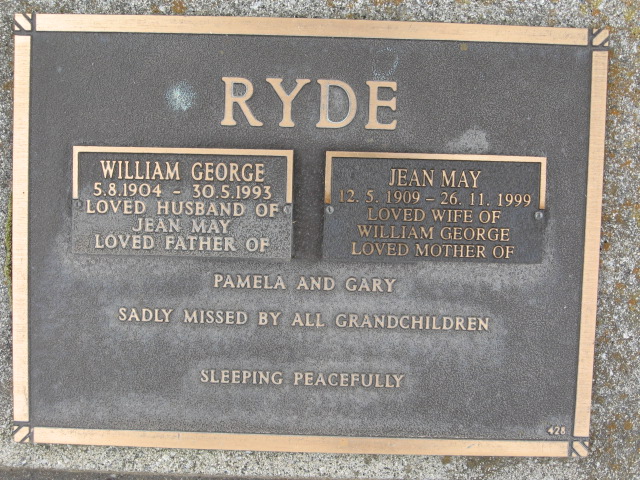 RYDE
WILLIAM GEORGE
5.8.1904 - 30.5.1993
LOVED HUSBAND OF
JEAN MAY
LOVED FATHER OF
JEAN MAY
12. 5. 1909 - 26. 11. 1999
LOVED WIFE OF
WILLIAM GEORGE
LOVED MOTHER OF
PAMELA AND GARY
SADLY MISSED BY ALL GRANDCHILDREN
SLEEPING PEACEFULLY
428